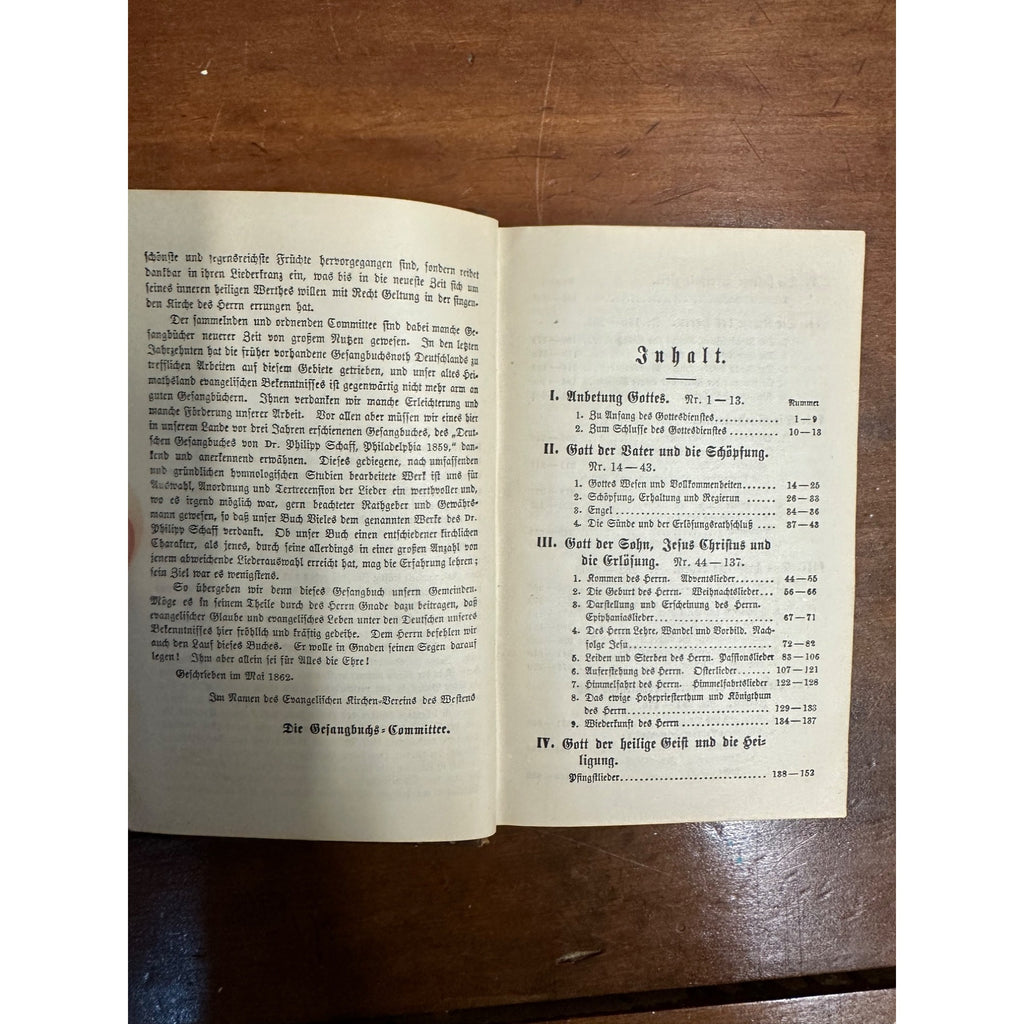 schönste und segensreichste Früchte hervorgegangen sind, sondern reihet
dankbar in ihren Liederkranz ein, was bis in die neueste Zeit sich um
seines inneren heiligen Werthes willen mit Recht Geltung in der singen-
den Kirche des Herrn errungen hat.
Der sammelnden und ordnenden Committee sind dabei manche Ge-
sangbücher neuerer Zeit von großem Nutzen gewesen. In den letzten
Jahrzehnten hat die früher vorhandene Gesangbuchsnoth Deutschlands zu
trefflichen Arbeiten auf diesem Gebiete getrieben, und unser altes Hei-
mathsland evangelischen Bekenntnisses ist gegenwärtig nicht mehr arm an
guten Gesangbüchern. Ihnen verdanken wir manche Erleichterung und
manche Förderung unserer Arbeit. Vor allen aber müssen wir eines hier
in unserem Lande vor drei Jahren erschienenen Gesangbuches, des „Deut-
schen Gesangbuches von Dr. Philipp Schaff, Philadelphia 1859,“ dan-
kend und anerkennend erwähnen. Dieses gediegene, nach umfassenden
und gründlichen hymnologischen Studien bearbeitete Werk ist uns für
Auswahl, Anordnung und Textrecension der Lieder ein werthvoller und,
wo es irgend möglich war, gern beachteter Rathgeber und Gewährs-
mann gewesen, so daß unser Buch Vieles dem genannten Werke des Dr.
Philipp Schaff verdankt. Ob unser Buch einen entschiedener kirchlichen
Charakter, als jenes, durch seine allerdings in einer großen Anzahl von
jenem abweichende Liederauswahl erreicht hat, mag die Erfahrung lehren;
sein Ziel war es wenigstens.
So übergeben wir denn dieses Gesangbuch unsern Gemeinden.
Möge es in seinem Theile durch des Herrn Gnade dazu beitragen, daß
evangelischer Glaube und evangelisches Leben unter den Deutschen unseres
Bekenntnisses hier fröhlich und kräftig gedeihe. Dem Herrn befehlen wir
auch den Lauf dieses Buches. Er wolle in Gnaden seinen Segen darauf
legen! Ihm aber allein sei für Alles die Ehre!
Geschrieben im Mai 1862.
Im Namen des Evangelischen Kirchen-Vereins des Westens
Die Gesangbuchs-Committee.
Inhalt.
I. Anbetung Gottes. Nr. 1—13. Nummer
1. Zu Anfang des Gottesdienstes 1—9
2. Zum Schlusse des Gottesdienstes 10—13
II. Gott der Vater und die Schöpfung.
Nr. 14—43.
1. Gottes Wesen und Vollkommenheiten 14—25
2. Schöpfung, Erhaltung und Regierun 26—33
3. Engel 34—36
4. Die Sünde und der Erlösungsrathschluß 37—43
III. Gott der Sohn, Jesus Christus und
die Erlösung. Nr. 44—137.
1. Kommen des Herrn. Adventslieder 44—55
2. Die Geburt des Herrn. Weihnachtslieder 56—66
3. Darstellung und Erscheinung des Herrn.
Epiphaniaslieder 67—71
4. Des Herrn Lehre, Wandel und Vorbild. Nach-
folge Jesu 72—82
5. Leiden und Sterben des Herrn. Passionslieder 83—106
6. Auferstehung des Herrn. Osterlieder 107—121
7. Himmelfahrt des Herrn. Himmelfahrtslieder 122—128
8. Das ewige Hohepriesterthum und Königthum
des Herrn 129—133
9. Wiederkunft des Herrn 134—137
IV. Gott der heilige Geist und die Hei-
ligung.
Pfingstlieder 138—153